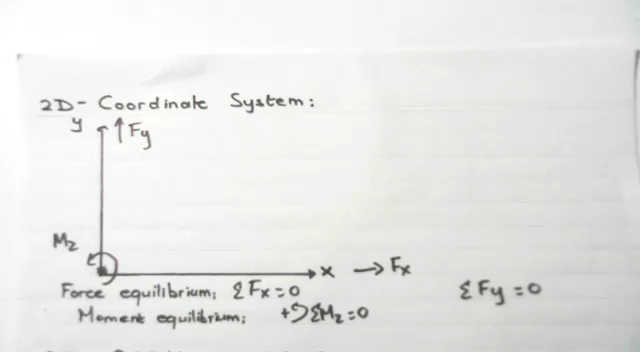 2D- Coordinate System:
y ↑Fy
Mz
x → Fx
Force equilibrium; ΣFx=0 ΣFy=0
Moment equilibrium; +↺ΣMz=0